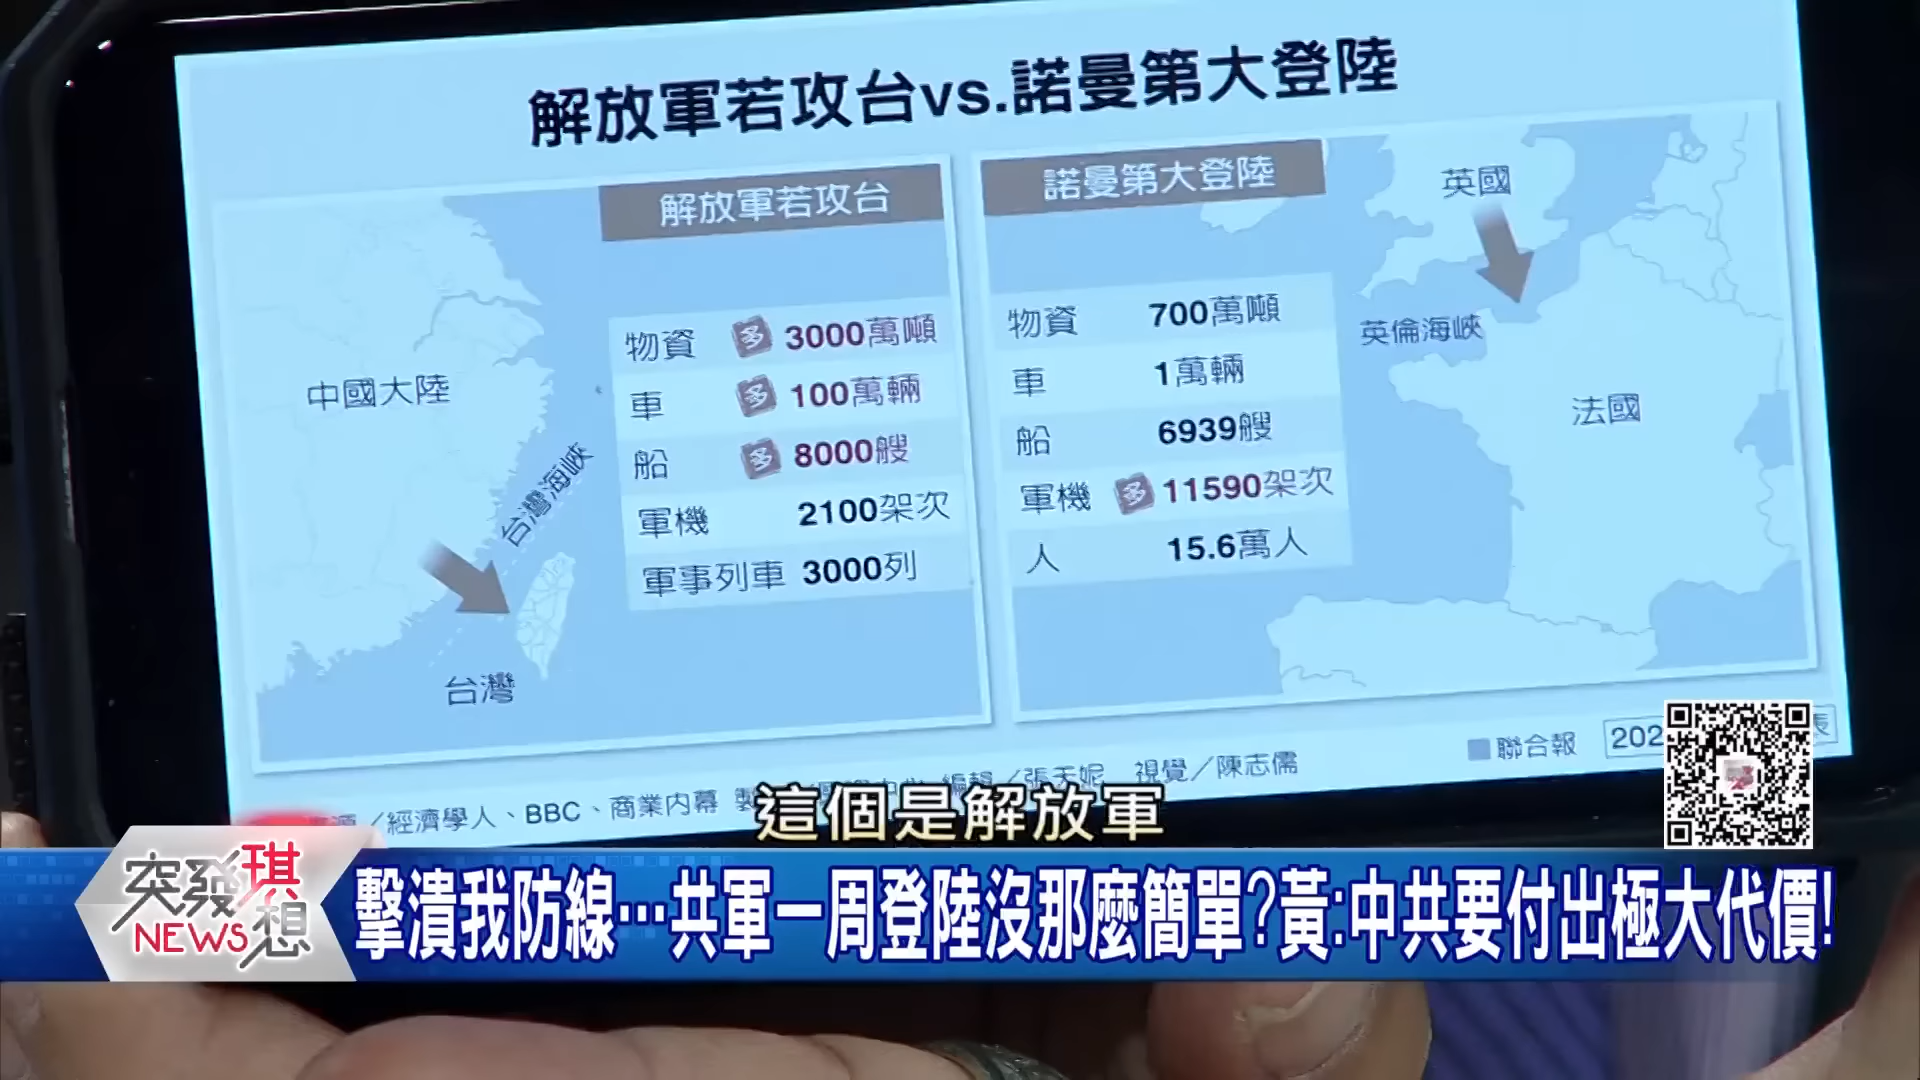 解放軍若攻台vs.諾曼第大登陸
解放軍若攻台
物資 多 3000萬噸
車 多 100萬輛
船 多 8000艘
軍機 2100架次
軍事列車 3000列
中國大陸
台灣海峽
台灣
諾曼第大登陸
物資 700萬噸
車 1萬輛
船 6939艘
軍機 多 11590架次
人 15.6萬人
英國
英倫海峽
法國
聯合報
源／經濟學人、BBC、商業內幕 編輯／張天妮 視覺／陳志儒
這個是解放軍
突發琪想
NEWS
擊潰我防線…共軍一周登陸沒那麼簡單?黃:中共要付出極大代價!